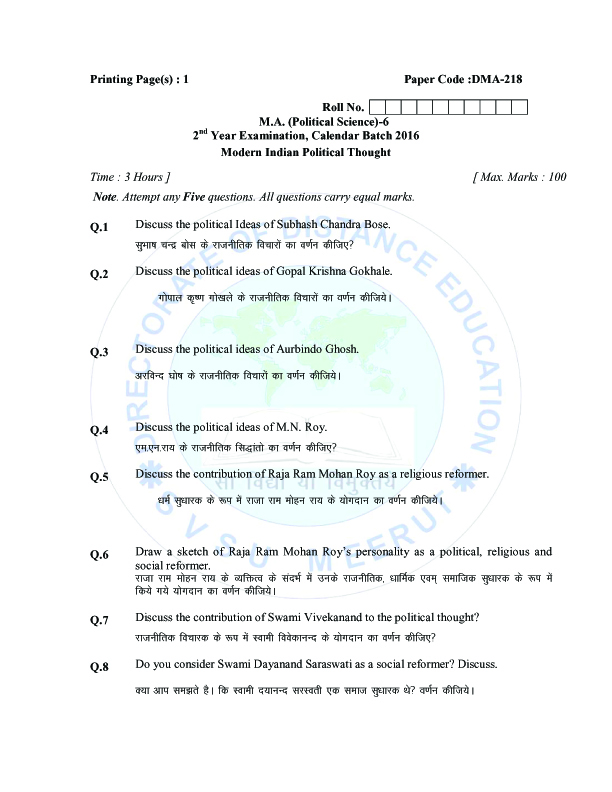 Printing Page(s) : 1 Paper Code :DMA-218
Roll No.
M.A. (Political Science)-6
2nd Year Examination, Calendar Batch 2016
Modern Indian Political Thought
Time : 3 Hours ] [ Max. Marks : 100
Note. Attempt any Five questions. All questions carry equal marks.
Q.1 Discuss the political Ideas of Subhash Chandra Bose.
सुभाष चन्द्र बोस के राजनीतिक विचारों का वर्णन कीजिए?
Q.2 Discuss the political ideas of Gopal Krishna Gokhale.
गोपाल कृष्ण गोखले के राजनीतिक विचारों का वर्णन कीजिये।
Q.3 Discuss the political ideas of Aurbindo Ghosh.
अरविन्द घोष के राजनीतिक विचारों का वर्णन कीजिये।
Q.4 Discuss the political ideas of M.N. Roy.
एम.एन.राय के राजनीतिक सिद्धांतो का वर्णन कीजिए?
Q.5 Discuss the contribution of Raja Ram Mohan Roy as a religious reformer.
धर्म सुधारक के रूप में राजा राम मोहन राय के योगदान का वर्णन कीजिये।
Q.6 Draw a sketch of Raja Ram Mohan Roy's personality as a political, religious and
social reformer.
राजा राम मोहन राय के व्यक्तित्व के संदर्भ में उनके राजनीतिक, धार्मिक एवम् समाजिक सुधारक के रूप में
किये गये योगदान का वर्णन कीजिये।
Q.7 Discuss the contribution of Swami Vivekanand to the political thought?
राजनीतिक विचारक के रूप में स्वामी विवेकानन्द के योगदान का वर्णन कीजिए?
Q.8 Do you consider Swami Dayanand Saraswati as a social reformer? Discuss.
क्या आप समझते है। कि स्वामी दयानन्द सरस्वती एक समाज सुधारक थे? वर्णन कीजिये।
DIRECTORATE OF DISTANCE EDUCATION
सा विद्या या विमुक्तये
SVSU MEERUT